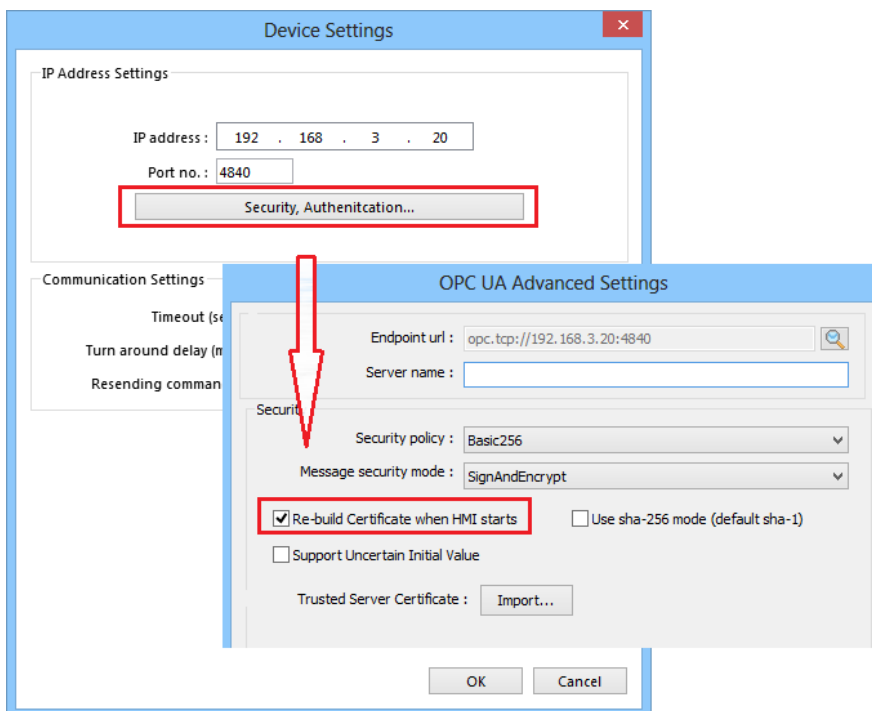 Device Settings
IP Address Settings
IP address : 192 . 168 . 3 . 20
Port no. : 4840
Security, Authenitcation...
Communication Settings
Timeout (se
Turn around delay (m
Resending comman
OPC UA Advanced Settings
Endpoint url : opc.tcp://192.168.3.20:4840
Server name :
Securit
Security policy : Basic256
Message security mode : SignAndEncrypt
Re-build Certificate when HMI starts Use sha-256 mode (default sha-1)
Support Uncertain Initial Value
Trusted Server Certificate : Import...
OK Cancel